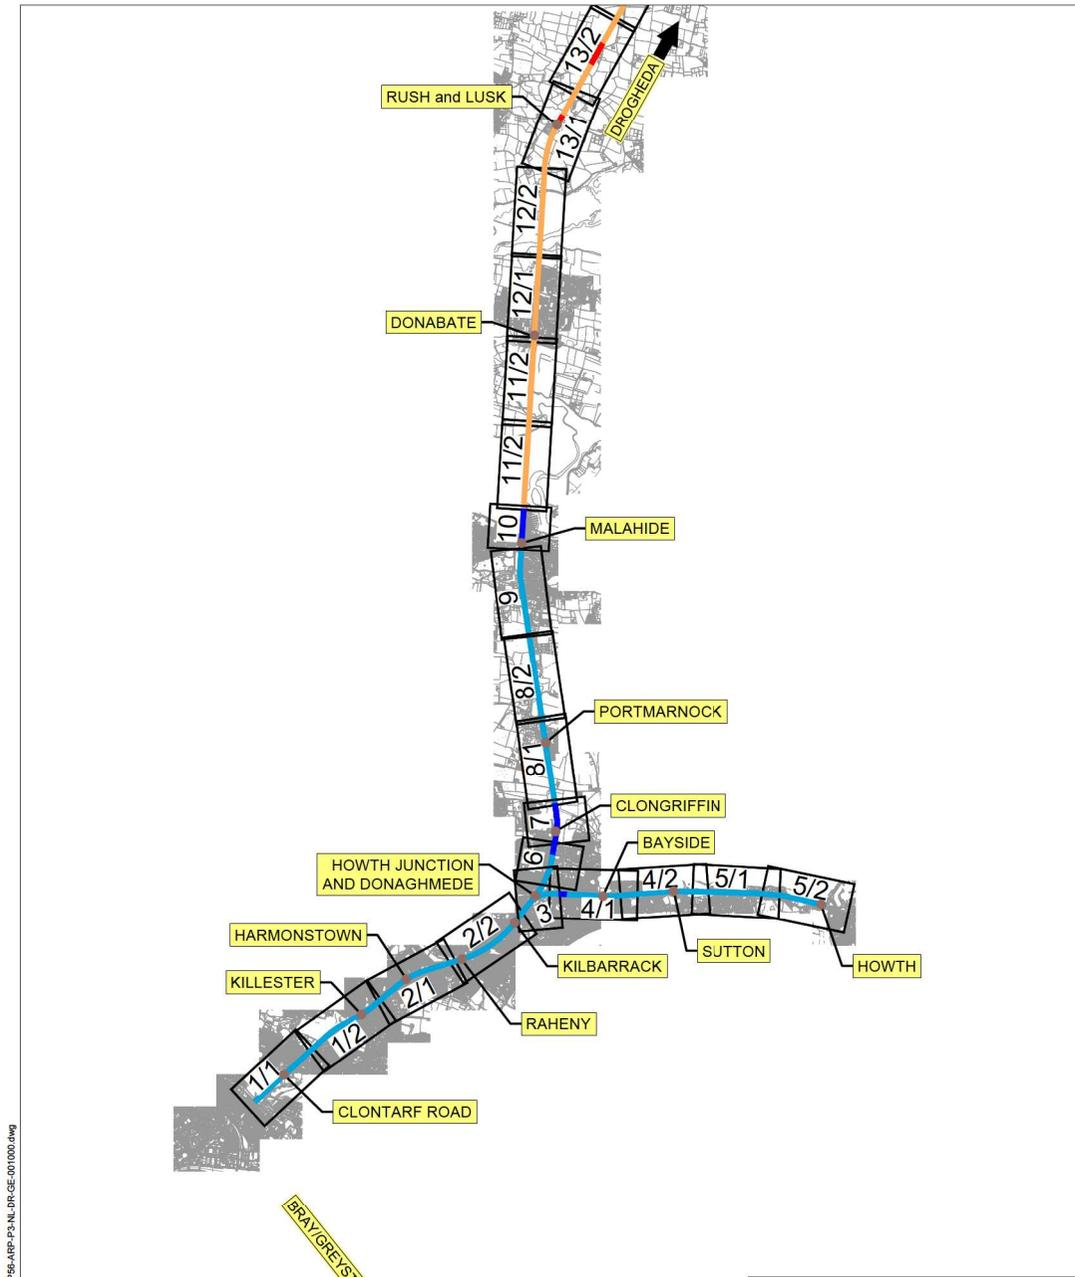 13/2
DROGHEDA
RUSH and LUSK
13/1
12/2
12/1
DONABATE
11/2
11/2
10
MALAHIDE
9
8/2
PORTMARNOCK
8/1
CLONGRIFFIN
7
BAYSIDE
6
HOWTH JUNCTION
AND DONAGHMEDE
4/2
5/1
5/2
3
4/1
2/2
HARMONSTOWN
SUTTON
KILBARRACK
HOWTH
KILLESTER
2/1
RAHENY
1/2
1/1
CLONTARF ROAD
56-ARP-P3-NL-DR-GE-001000.dwg
BRAY/GREYST